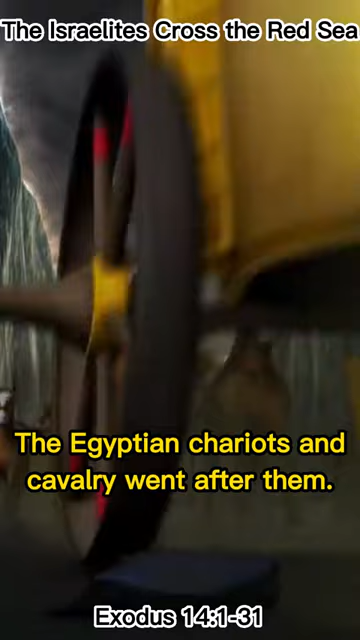 The Israelites Cross the Red Sea
The Egyptian chariots and
cavalry went after them.
Exodus 14:1-31